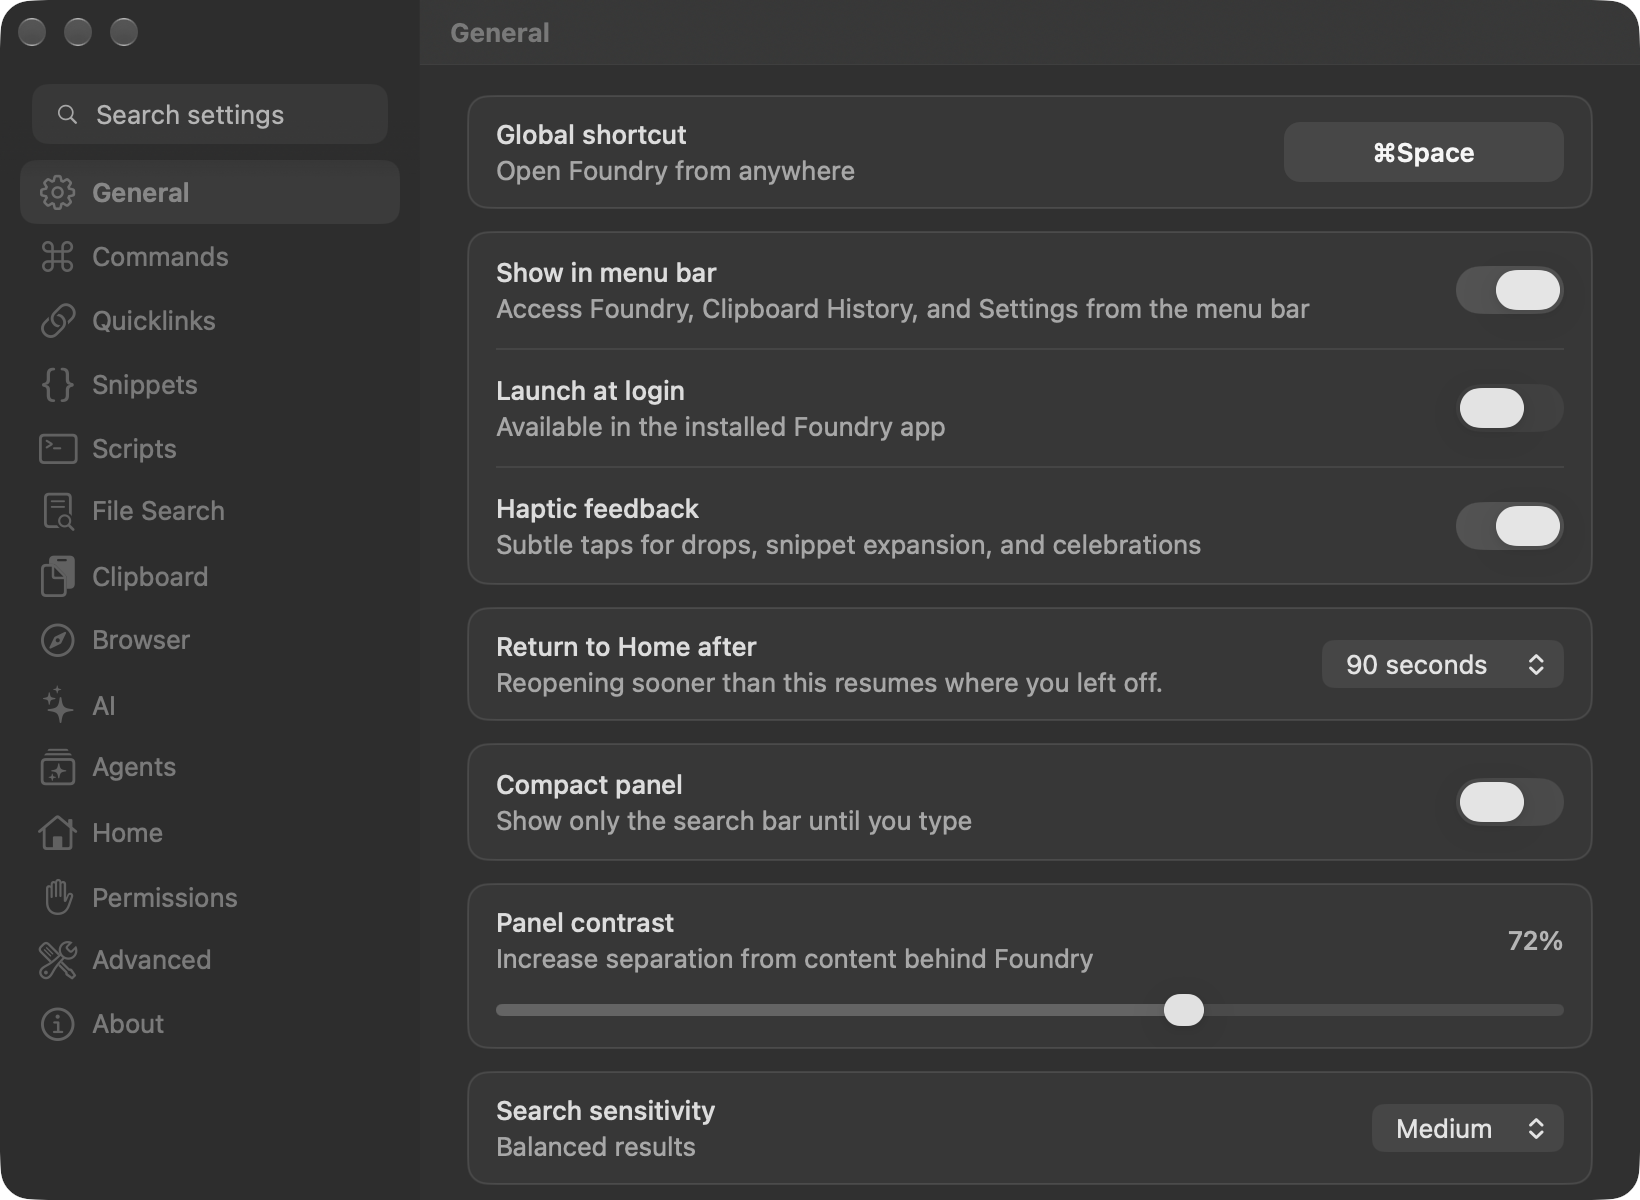 General
Search settings
General
Commands
Quicklinks
Snippets
Scripts
File Search
Clipboard
Browser
AI
Agents
Home
Permissions
Advanced
About
Global shortcut
Open Foundry from anywhere
⌘Space
Show in menu bar
Access Foundry, Clipboard History, and Settings from the menu bar
Launch at login
Available in the installed Foundry app
Haptic feedback
Subtle taps for drops, snippet expansion, and celebrations
Return to Home after
Reopening sooner than this resumes where you left off.
90 seconds
Compact panel
Show only the search bar until you type
Panel contrast
Increase separation from content behind Foundry
72%
Search sensitivity
Balanced results
Medium